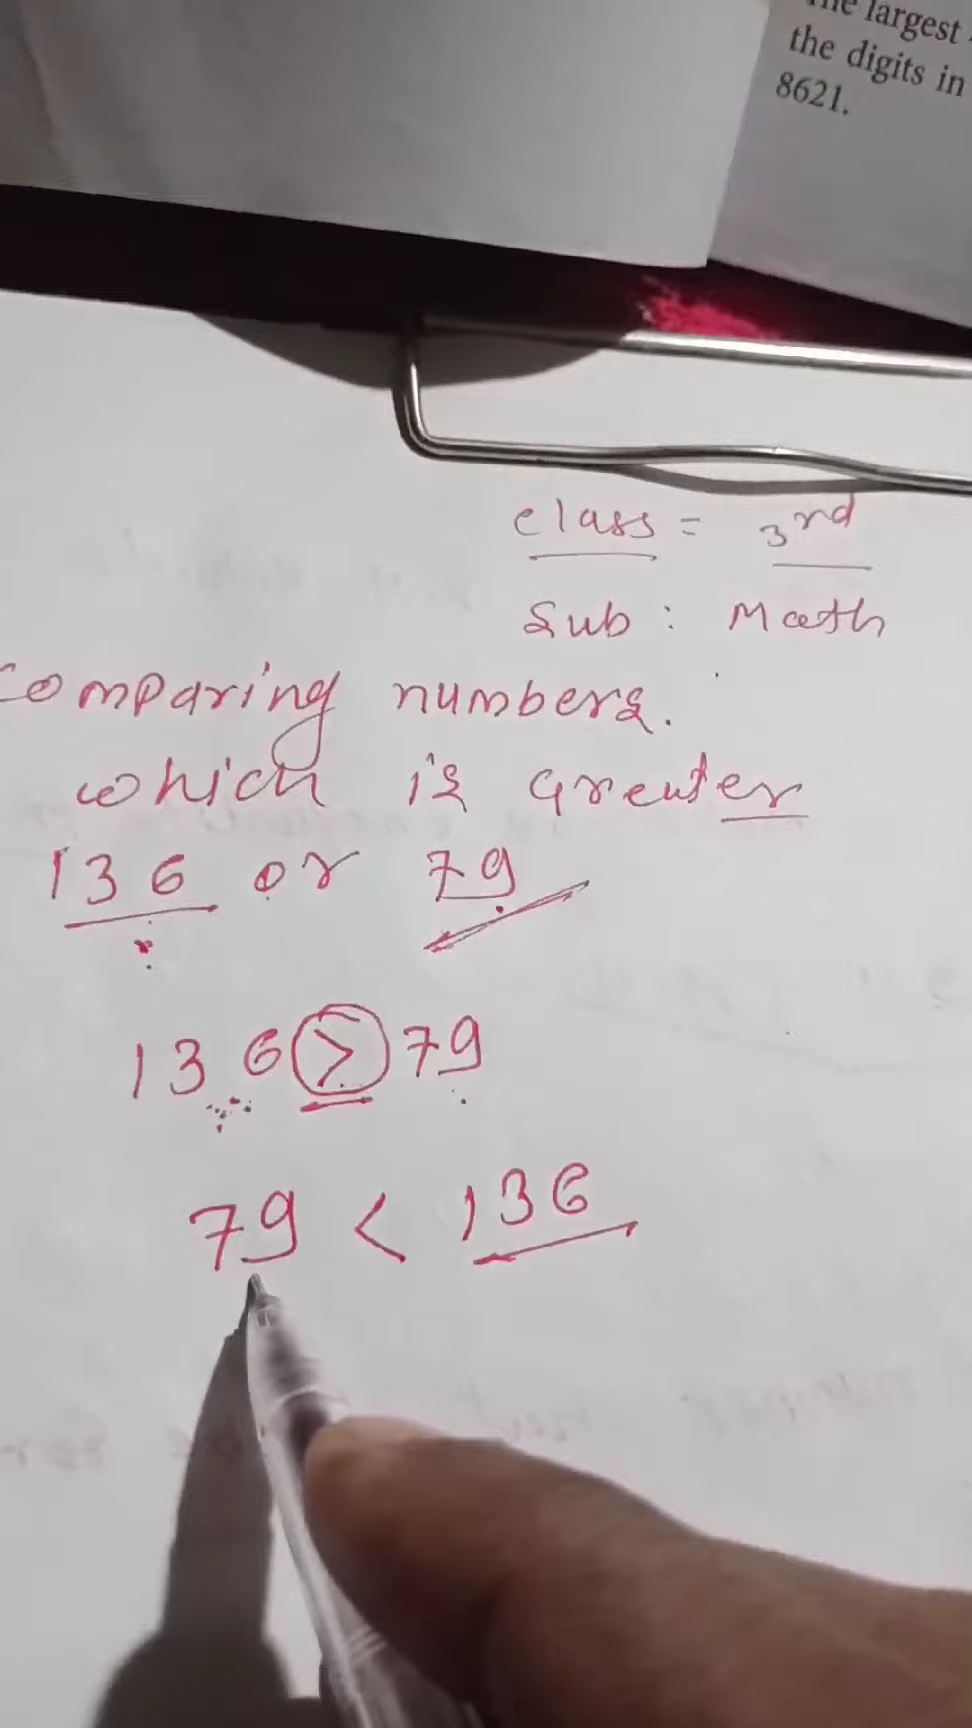 largest
the digits in
8621.
class = 3rd
Sub : Math
comparing numbers.
which is Greater
136 or 79
136 > 79
79 < 136